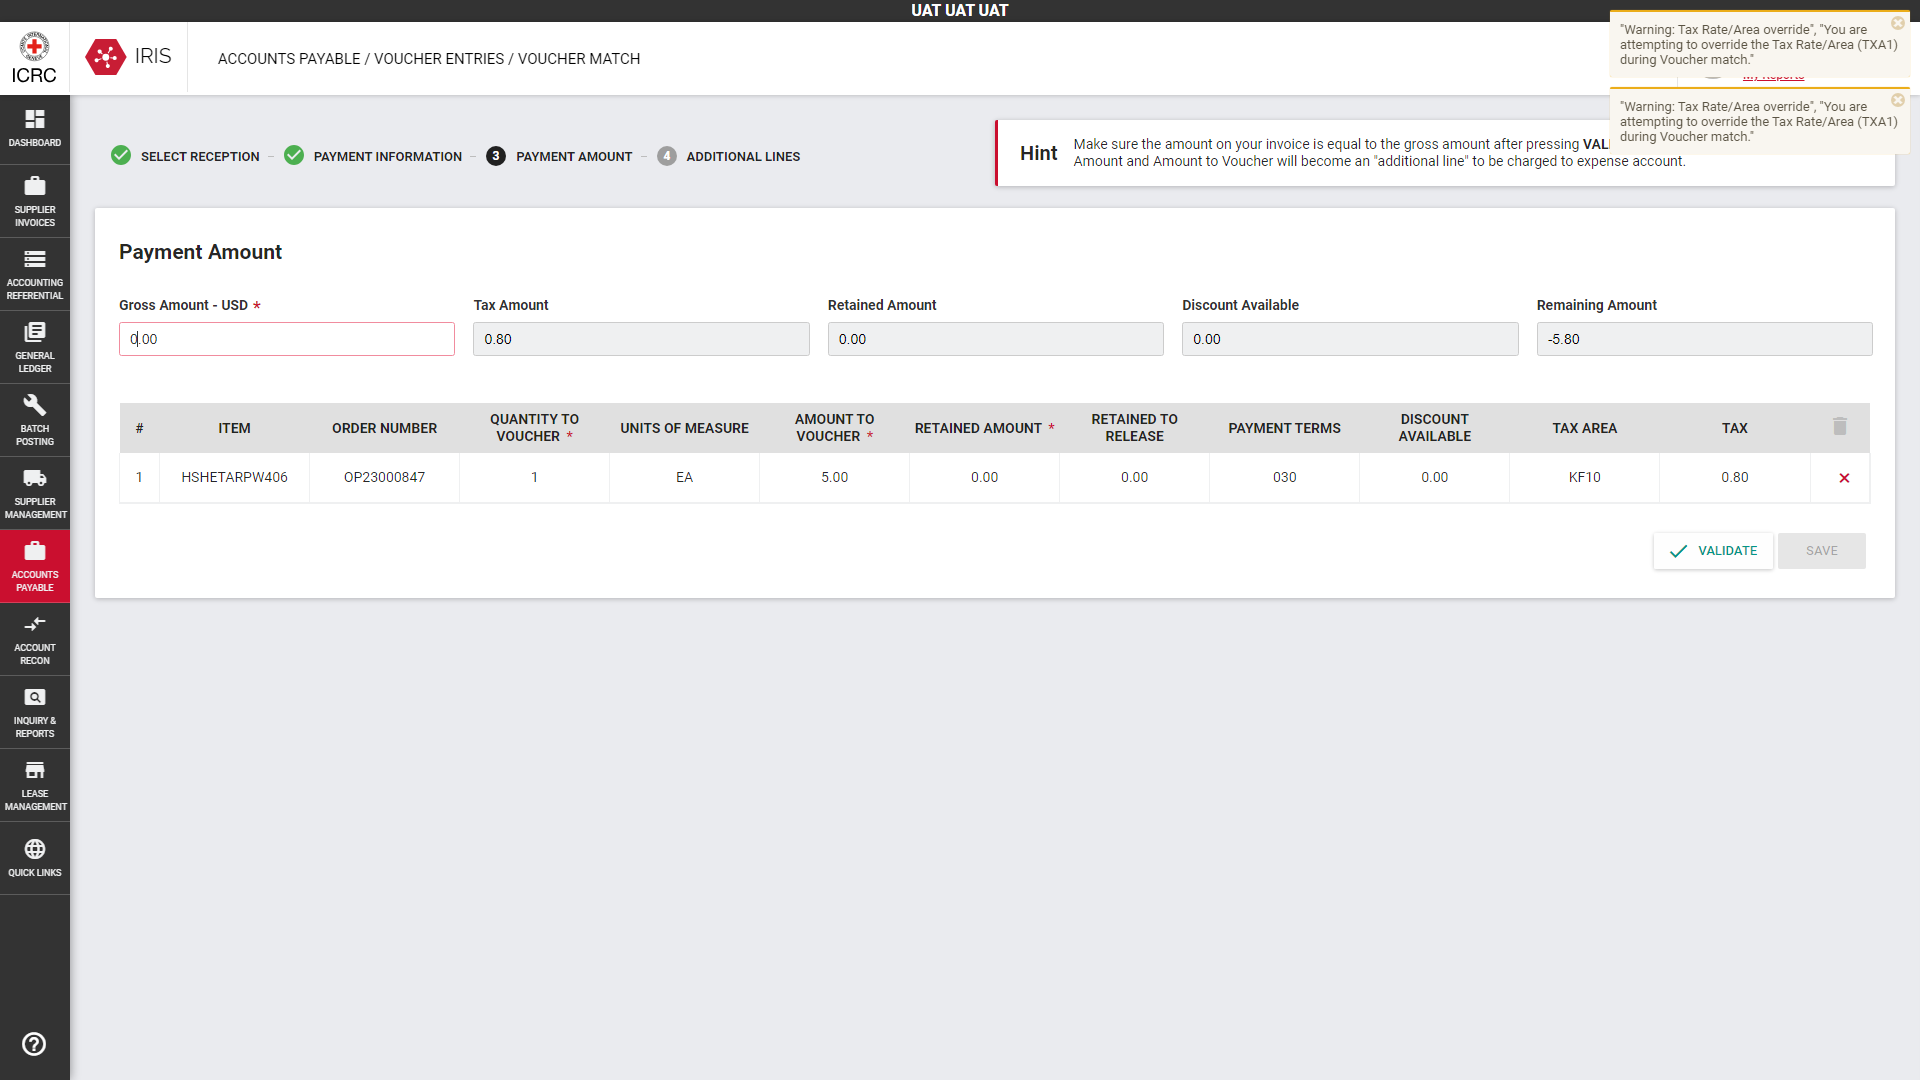 UAT UAT UAT
ICRC
IRIS
ACCOUNTS PAYABLE / VOUCHER ENTRIES / VOUCHER MATCH
"Warning: Tax Rate/Area override", "You are
attempting to override the Tax Rate/Area (TXA1)
during Voucher match."
My Reports
"Warning: Tax Rate/Area override", "You are
attempting to override the Tax Rate/Area (TXA1)
during Voucher match."
DASHBOARD
SUPPLIER
INVOICES
ACCOUNTING
REFERENTIAL
GENERAL
LEDGER
BATCH
POSTING
SUPPLIER
MANAGEMENT
ACCOUNTS
PAYABLE
ACCOUNT
RECON
INQUIRY &
REPORTS
LEASE
MANAGEMENT
QUICK LINKS
SELECT RECEPTION – PAYMENT INFORMATION – 3 PAYMENT AMOUNT – 4 ADDITIONAL LINES
Hint
Make sure the amount on your invoice is equal to the gross amount after pressing VAL
Amount and Amount to Voucher will become an "additional line" to be charged to expense account.
Payment Amount
Gross Amount - USD * Tax Amount Retained Amount Discount Available Remaining Amount
0.00 0.80 0.00 0.00 -5.80
# ITEM ORDER NUMBER QUANTITY TO VOUCHER * UNITS OF MEASURE AMOUNT TO VOUCHER * RETAINED AMOUNT * RETAINED TO RELEASE PAYMENT TERMS DISCOUNT AVAILABLE TAX AREA TAX
1 HSHETARPW406 OP23000847 1 EA 5.00 0.00 0.00 030 0.00 KF10 0.80
VALIDATE SAVE